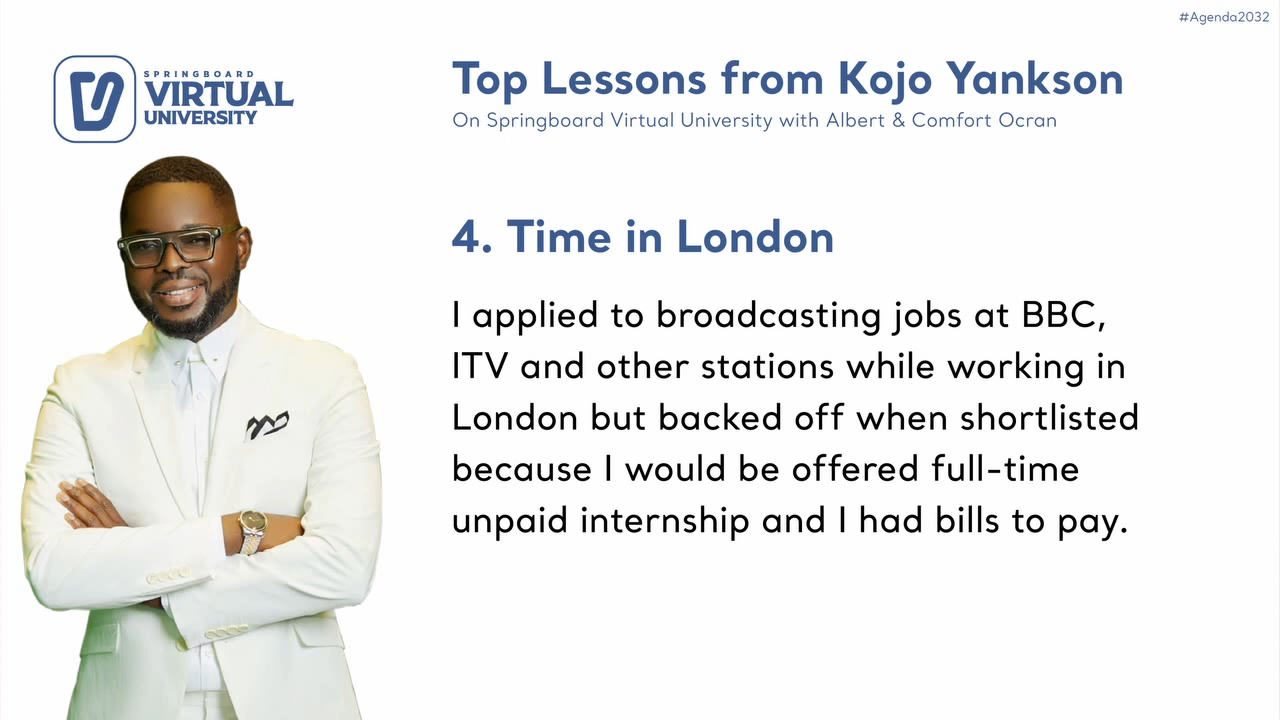 #Agenda2032
SPRINGBOARD
VIRTUAL
UNIVERSITY
Top Lessons from Kojo Yankson
On Springboard Virtual University with Albert & Comfort Ocran
4. Time in London
I applied to broadcasting jobs at BBC,
ITV and other stations while working in
London but backed off when shortlisted
because I would be offered full-time
unpaid internship and I had bills to pay.